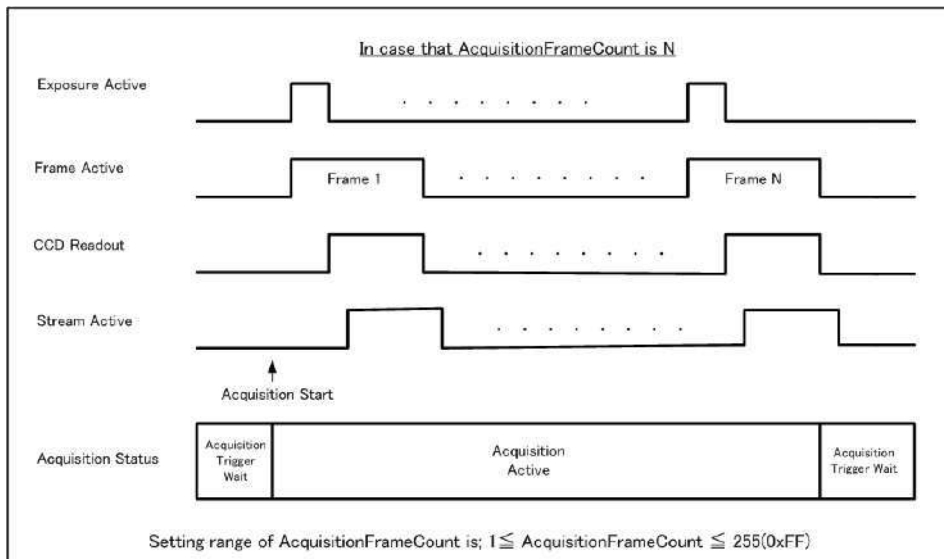 In case that AcquisitionFrameCount is N
Exposure Active
Frame Active
Frame 1
Frame N
CCD Readout
Stream Active
Acquisition Start
Acquisition Status
Acquisition
Trigger
Wait
Acquisition
Active
Acquisition
Trigger Wait
Setting range of AcquisitionFrameCount is; 1≦ AcquisitionFrameCount ≦ 255(0xFF)